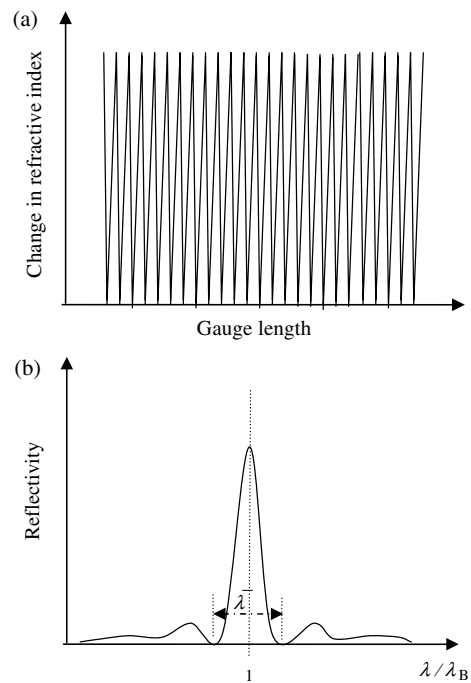 (a)
Change in refractive index
Gauge length
(b)
Reflectivity
λ̅
1
λ / λB